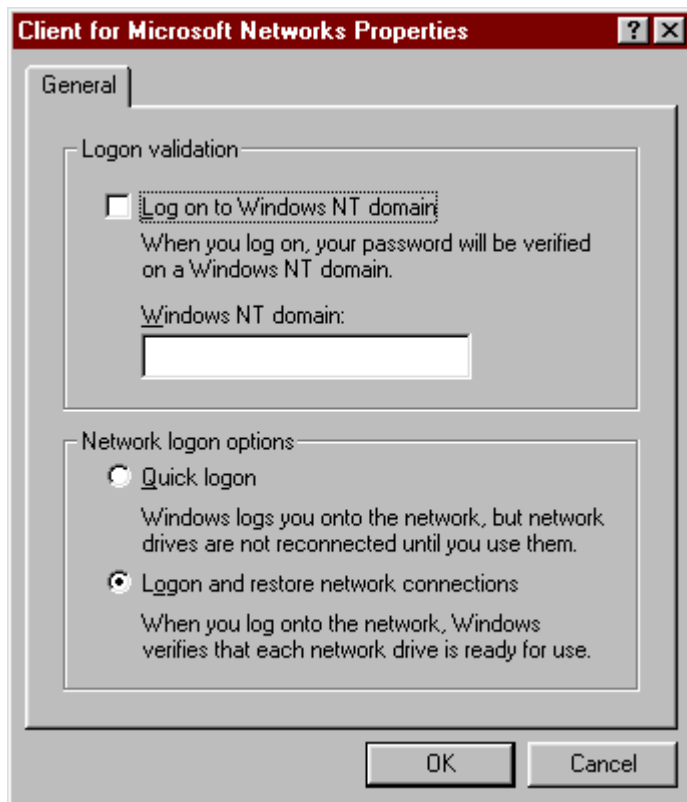 Client for Microsoft Networks Properties
General
Logon validation
Log on to Windows NT domain
When you log on, your password will be verified
on a Windows NT domain.
Windows NT domain:
Network logon options
Quick logon
Windows logs you onto the network, but network
drives are not reconnected until you use them.
Logon and restore network connections
When you log onto the network, Windows
verifies that each network drive is ready for use.
OK Cancel